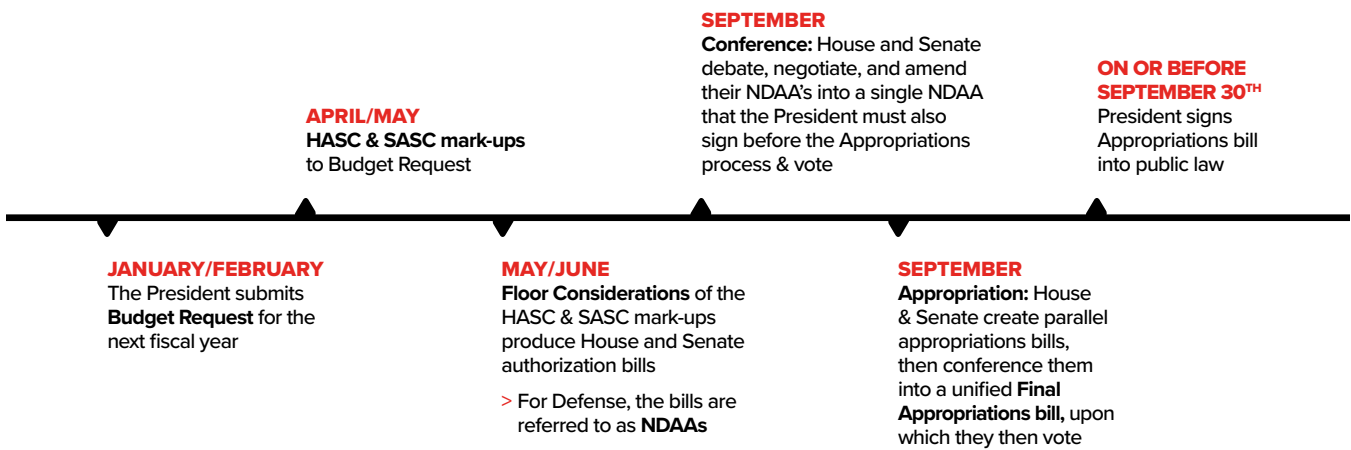 JANUARY/FEBRUARY
The President submits
Budget Request for the
next fiscal year
APRIL/MAY
HASC & SASC mark-ups
to Budget Request
MAY/JUNE
Floor Considerations of the
HASC & SASC mark-ups
produce House and Senate
authorization bills
> For Defense, the bills are
referred to as NDAAs
SEPTEMBER
Conference: House and Senate
debate, negotiate, and amend
their NDAA's into a single NDAA
that the President must also
sign before the Appropriations
process & vote
SEPTEMBER
Appropriation: House
& Senate create parallel
appropriations bills,
then conference them
into a unified Final
Appropriations bill, upon
which they then vote
ON OR BEFORE
SEPTEMBER 30TH
President signs
Appropriations bill
into public law